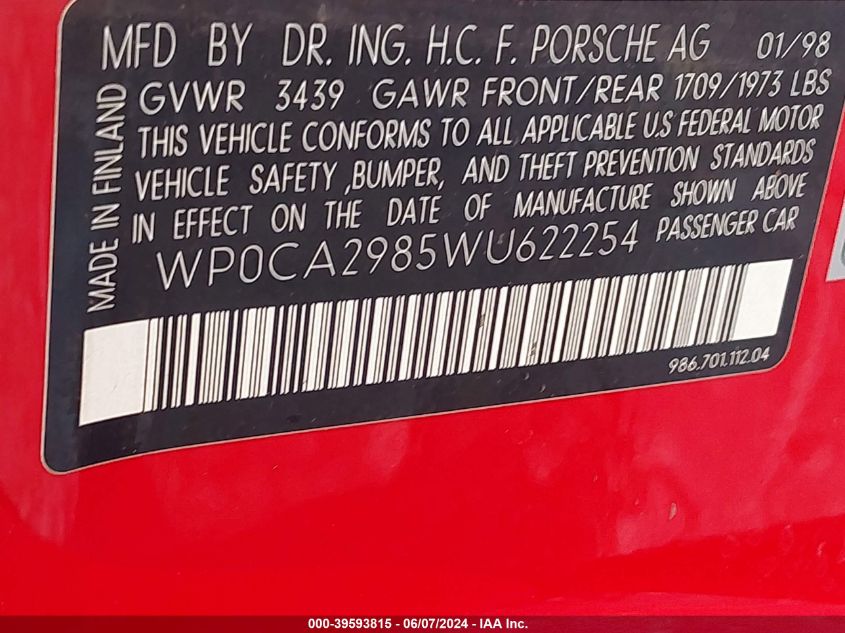 MFD BY DR. ING. H.C. F. PORSCHE AG 01/98
GVWR 3439 GAWR FRONT/REAR 1709/1973 LBS
THIS VEHICLE CONFORMS TO ALL APPLICABLE U.S FEDERAL MOTOR
VEHICLE SAFETY ,BUMPER, AND THEFT PREVENTION STANDARDS
IN EFFECT ON THE DATE OF MANUFACTURE SHOWN ABOVE
WP0CA2985WU622254 PASSENGER CAR
MADE IN FINLAND
986.701.112.04
000-39593815 - 06/07/2024 - IAA Inc.